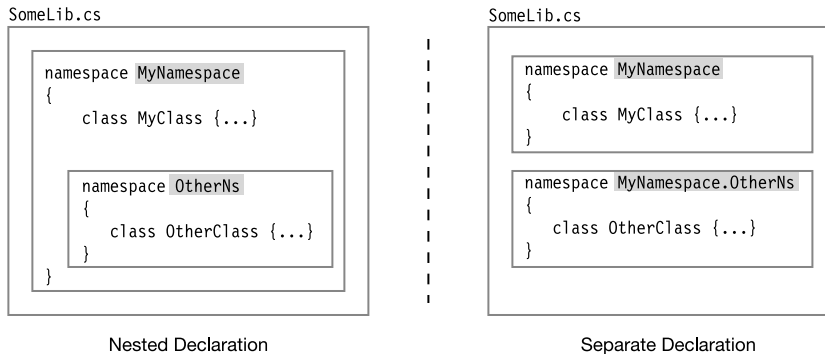 SomeLib.cs
namespace MyNamespace
{
class MyClass {...}
namespace OtherNs
{
class OtherClass {...}
}
}
Nested Declaration
SomeLib.cs
namespace MyNamespace
{
class MyClass {...}
}
namespace MyNamespace.OtherNs
{
class OtherClass {...}
}
Separate Declaration